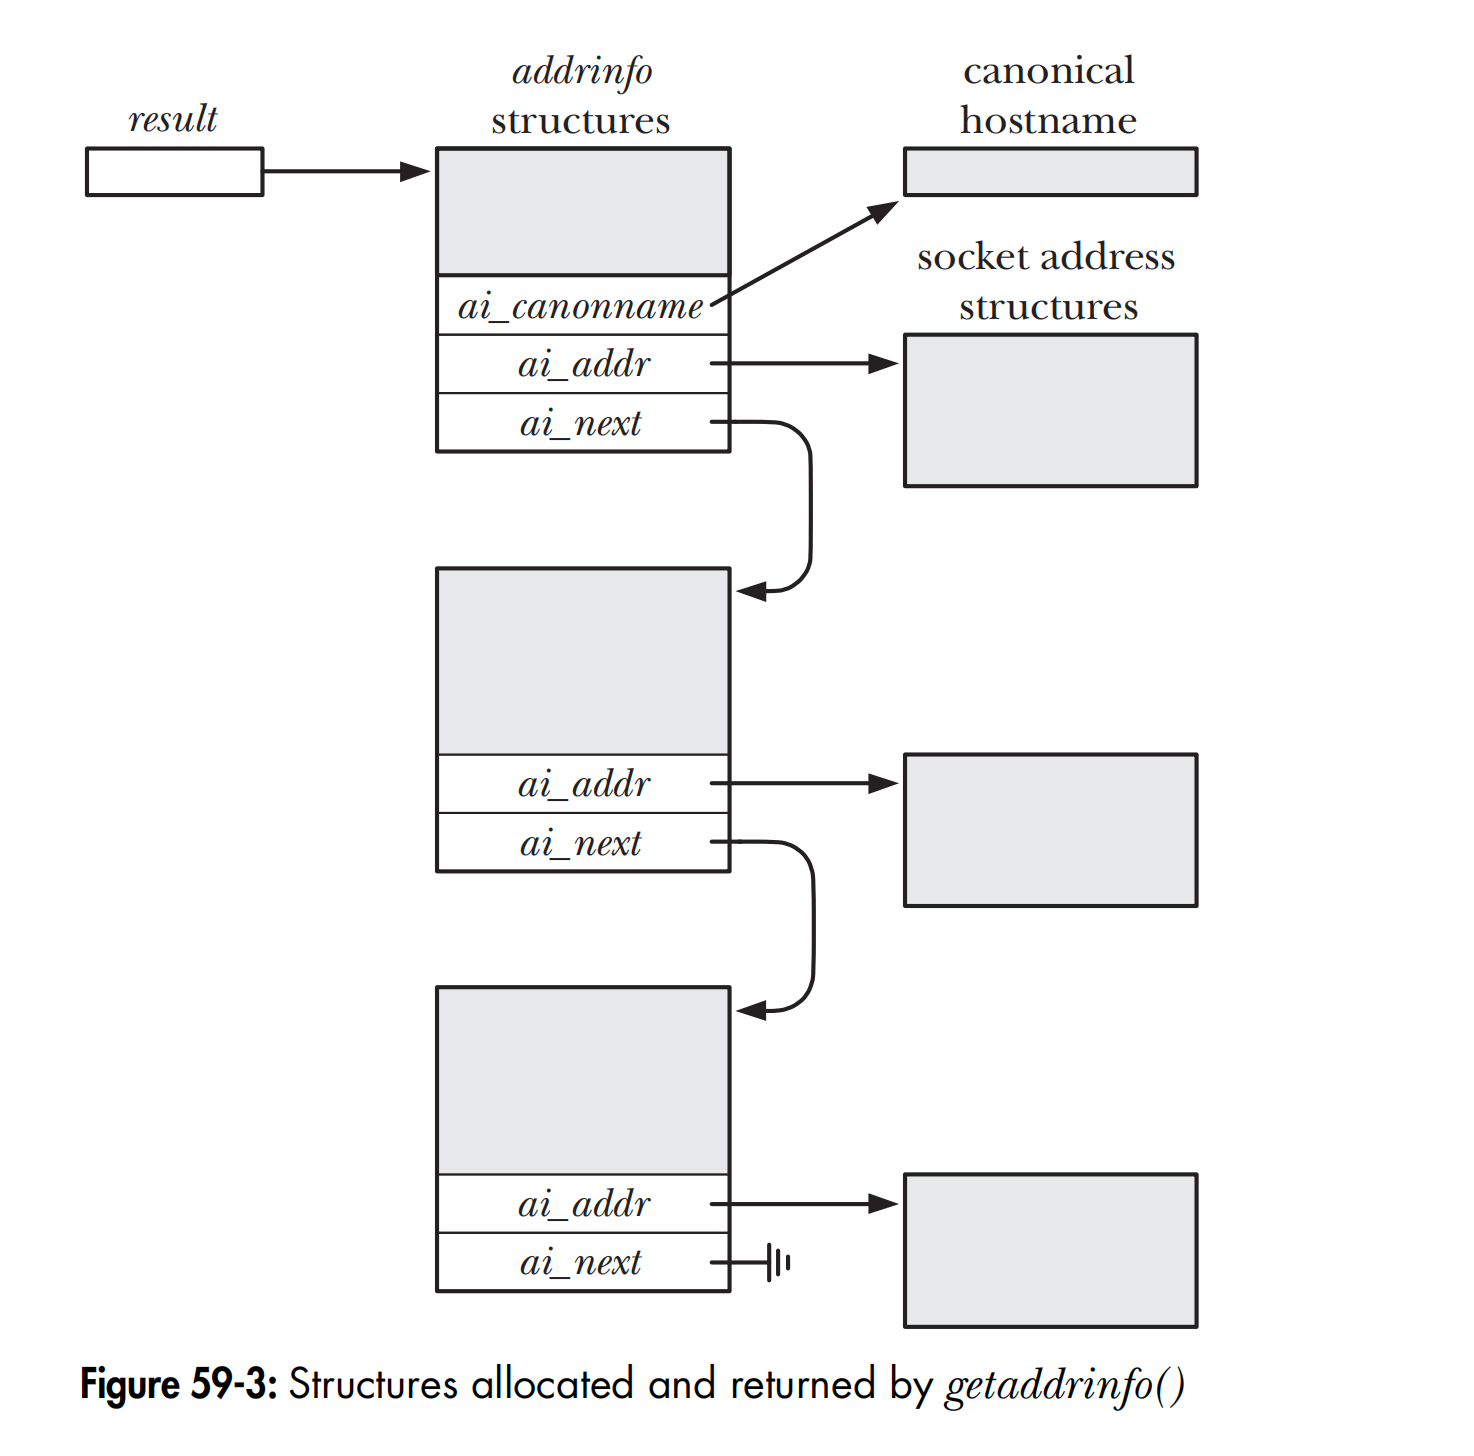 result
addrinfo
structures
canonical
hostname
ai_canonname
socket address
structures
ai_addr
ai_next
ai_addr
ai_next
ai_addr
ai_next
Figure 59-3: Structures allocated and returned by getaddrinfo()